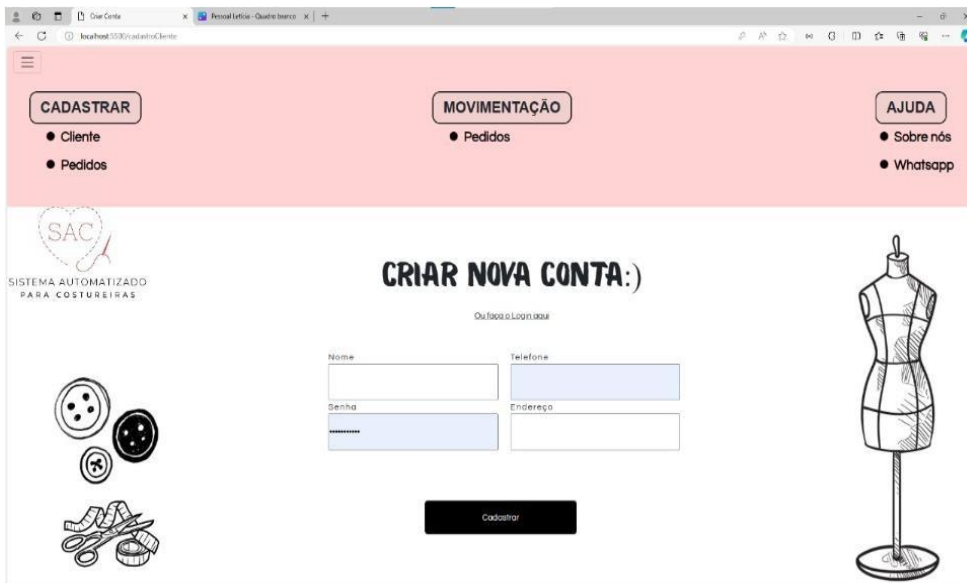 Criar Conta
Pessoal Letícia - Quadro branco
localhost:5500/cadastroCliente
CADASTRAR
MOVIMENTAÇÃO
AJUDA
Cliente
Pedidos
Sobre nós
Pedidos
Whatsapp
SAC
SISTEMA AUTOMATIZADO
PARA COSTUREIRAS
CRIAR NOVA CONTA:)
Ou faça o Login aqui
Nome
Telefone
Senha
Endereço
Cadastrar